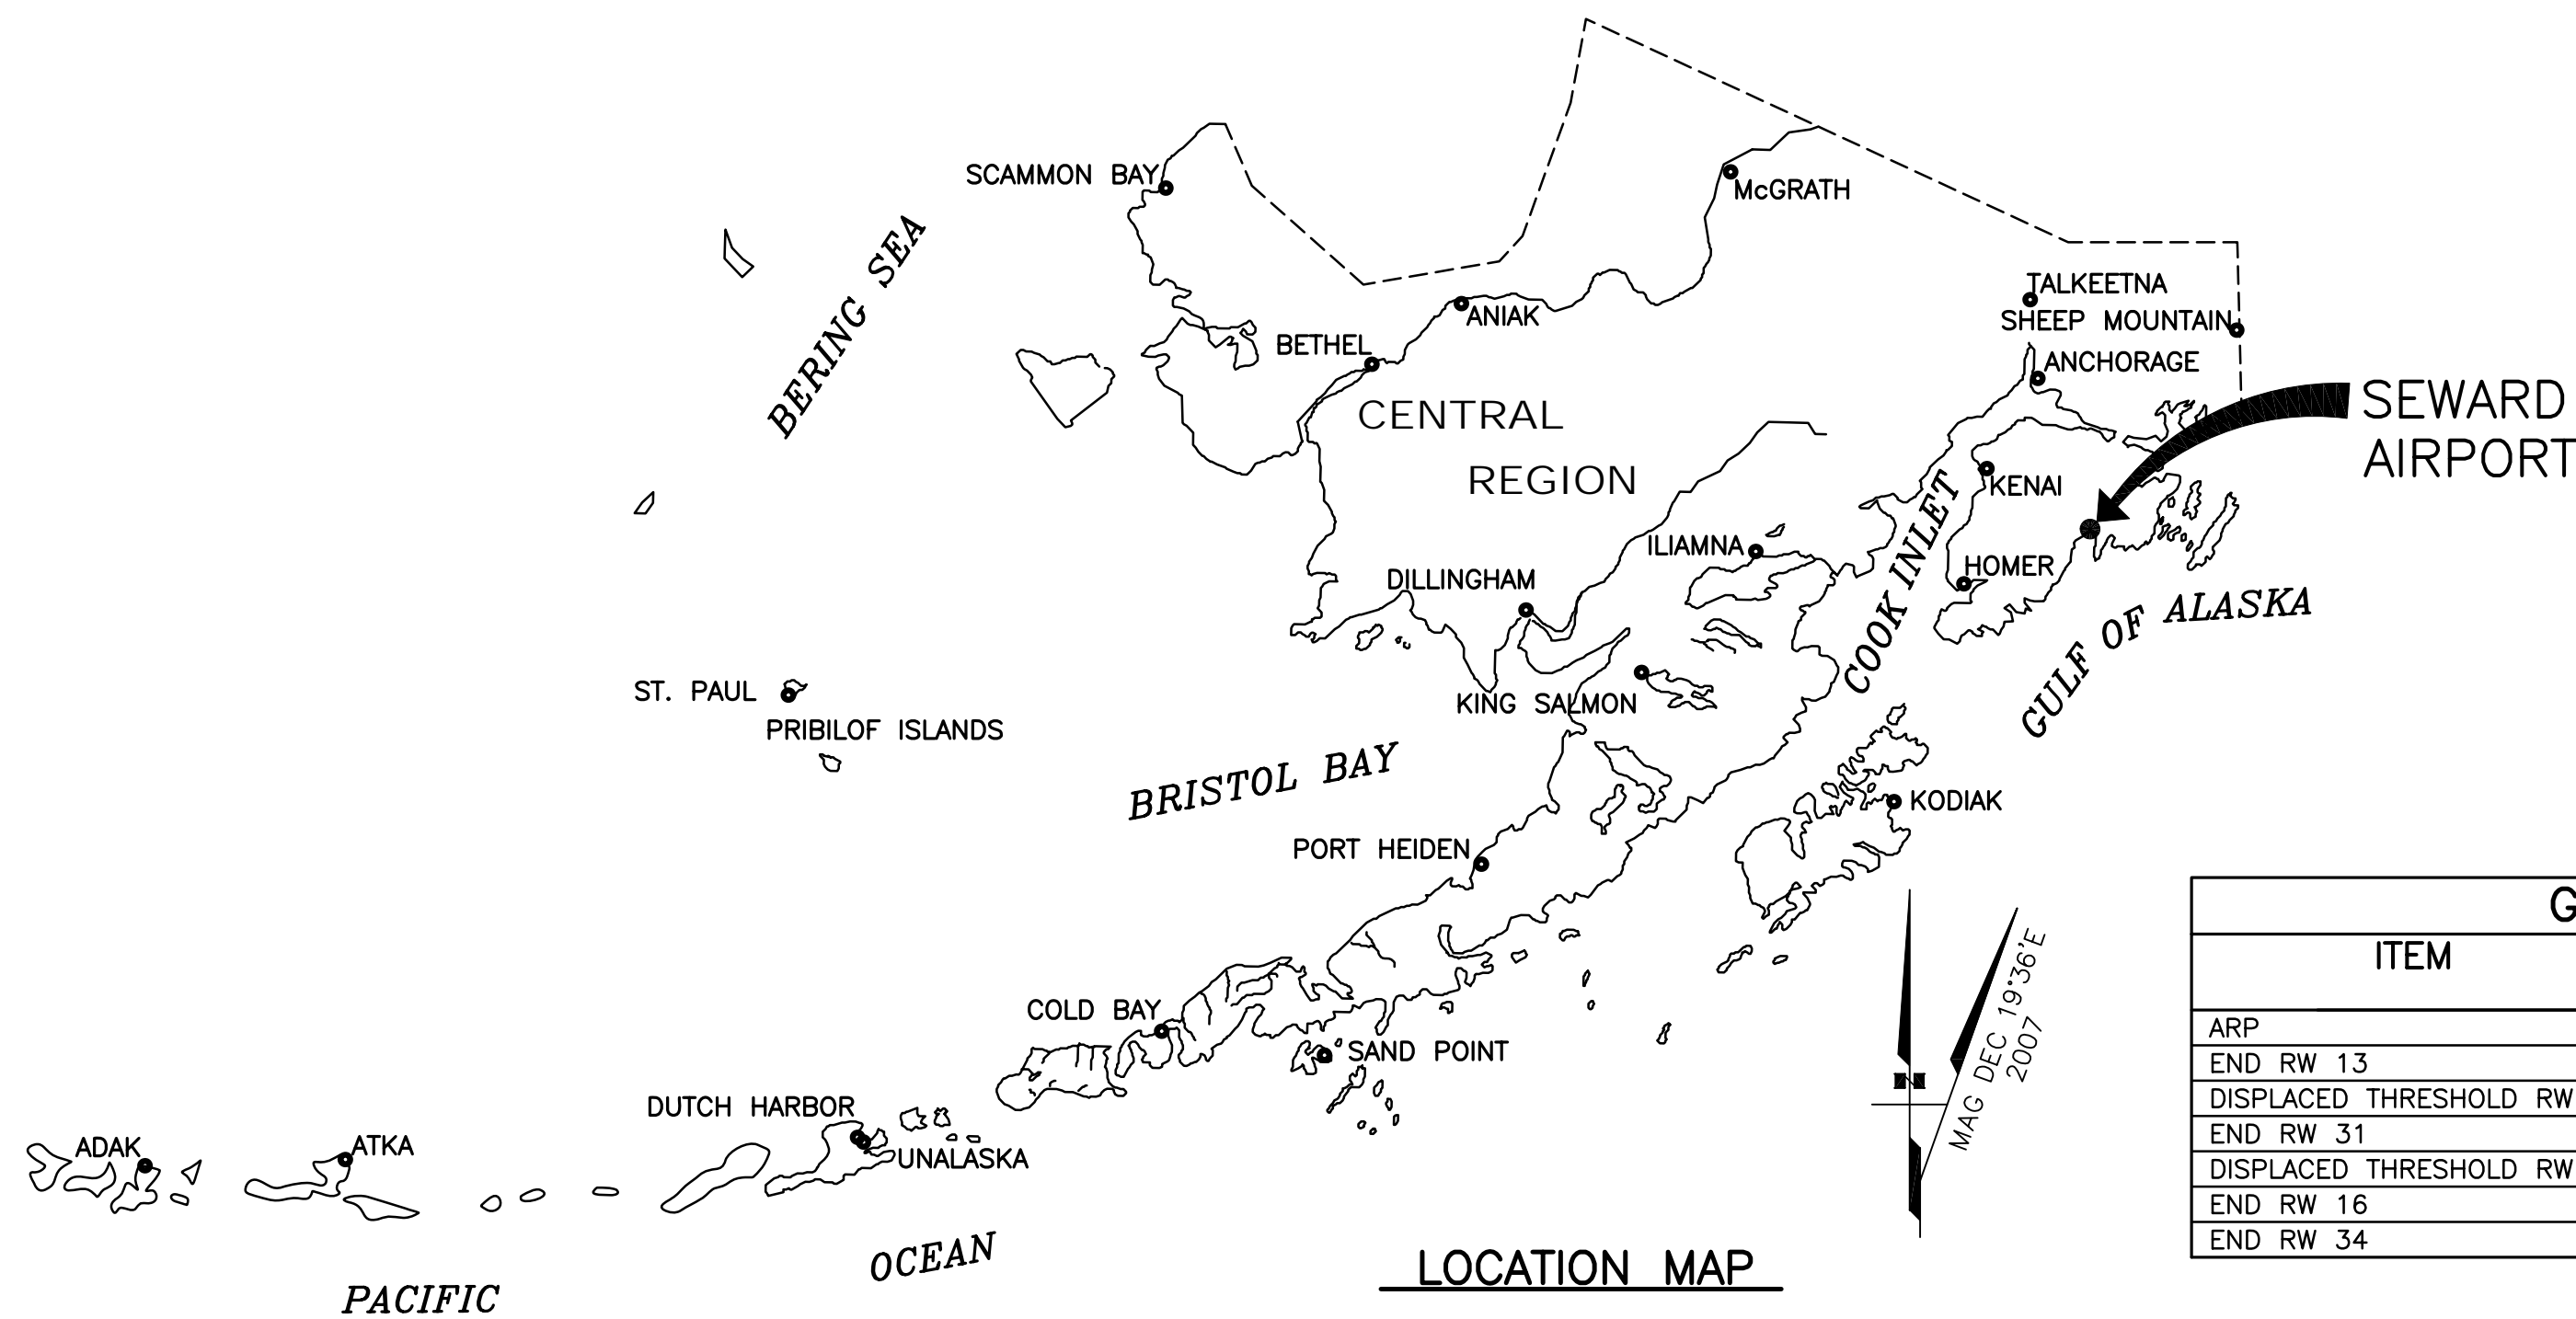 SCAMMON BAY
McGRATH
BERING SEA
TALKEETNA
SHEEP MOUNTAIN
ANIAK
BETHEL
ANCHORAGE
SEWARD
AIRPORT
CENTRAL
REGION
KENAI
COOK INLET
ILIAMNA
HOMER
DILLINGHAM
GULF OF ALASKA
ST. PAUL
KING SALMON
PRIBILOF ISLANDS
BRISTOL BAY
KODIAK
PORT HEIDEN
COLD BAY
SAND POINT
MAG DEC 19°36'E
2007
DUTCH HARBOR
UNALASKA
ADAK
ATKA
PACIFIC
OCEAN
LOCATION MAP
G
ITEM
ARP
END RW 13
DISPLACED THRESHOLD RW
END RW 31
DISPLACED THRESHOLD RW
END RW 16
END RW 34